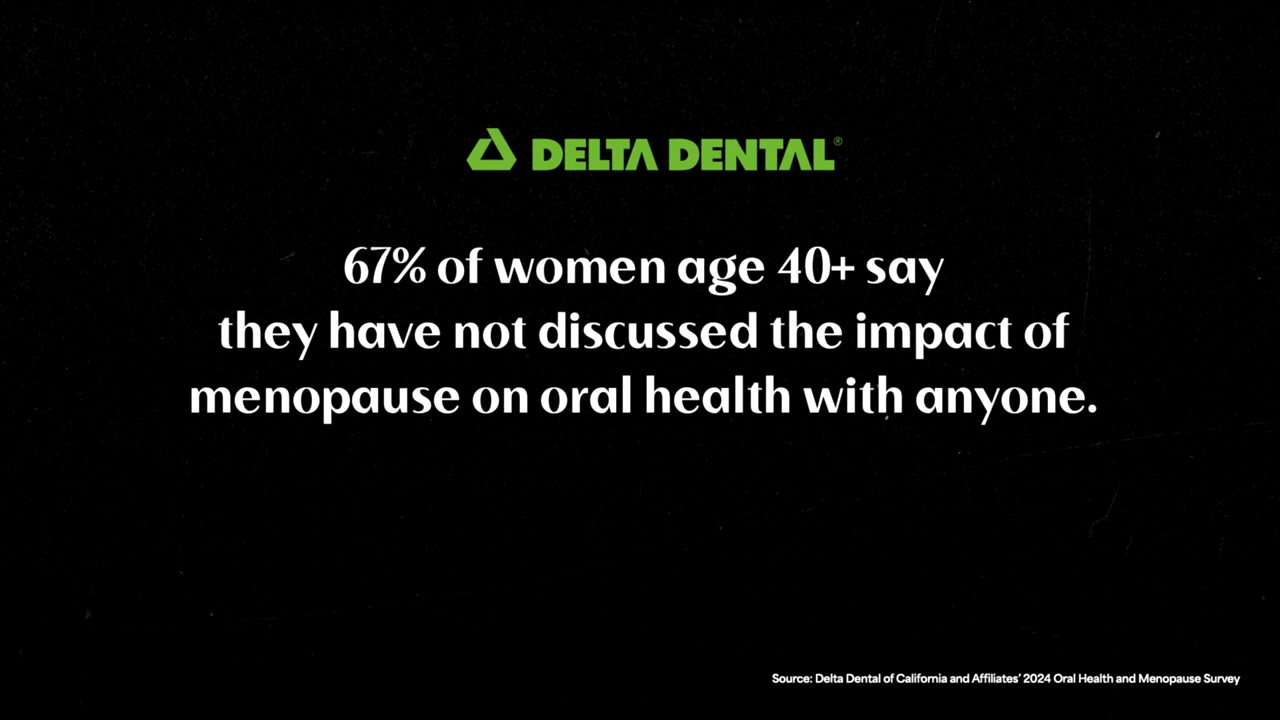 DELTA DENTAL®
67% of women age 40+ say
they have not discussed the impact of
menopause on oral health with anyone.
Source: Delta Dental of California and Affiliates’ 2024 Oral Health and Menopause Survey